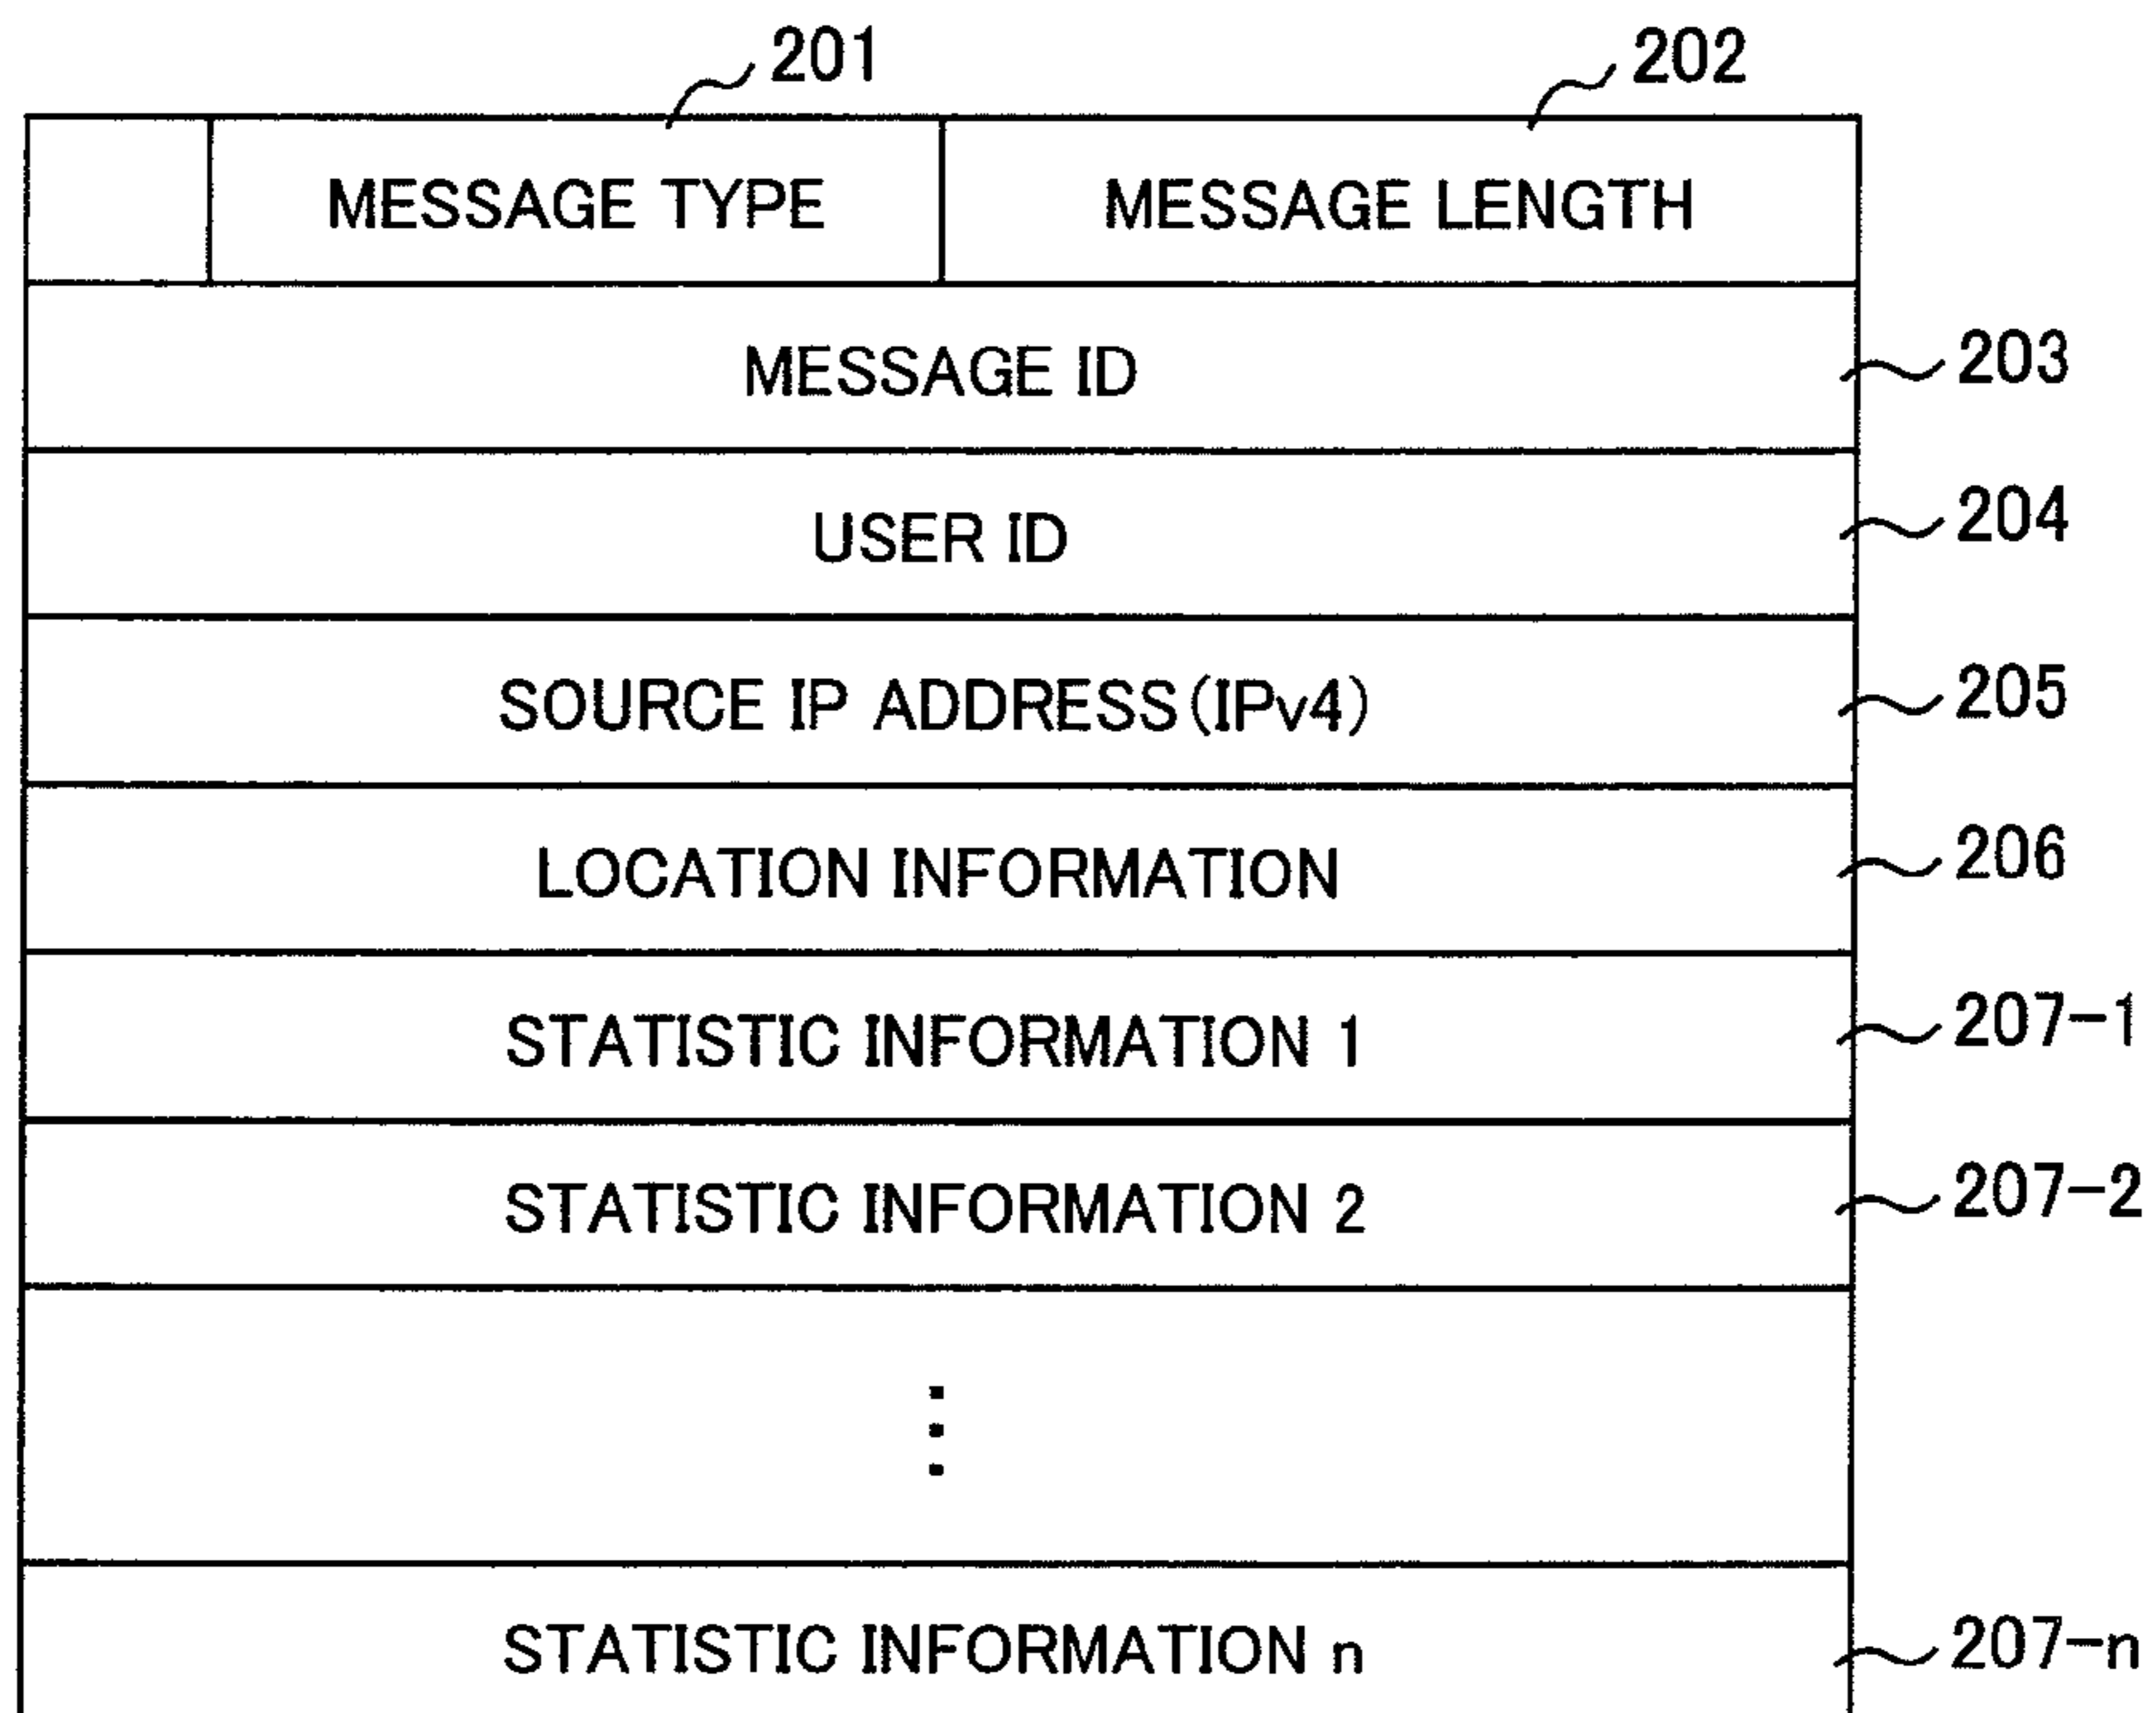 201 202
MESSAGE TYPE MESSAGE LENGTH
MESSAGE ID 203
USER ID 204
SOURCE IP ADDRESS(IPv4) 205
LOCATION INFORMATION 206
STATISTIC INFORMATION 1 207-1
STATISTIC INFORMATION 2 207-2
STATISTIC INFORMATION n 207-n